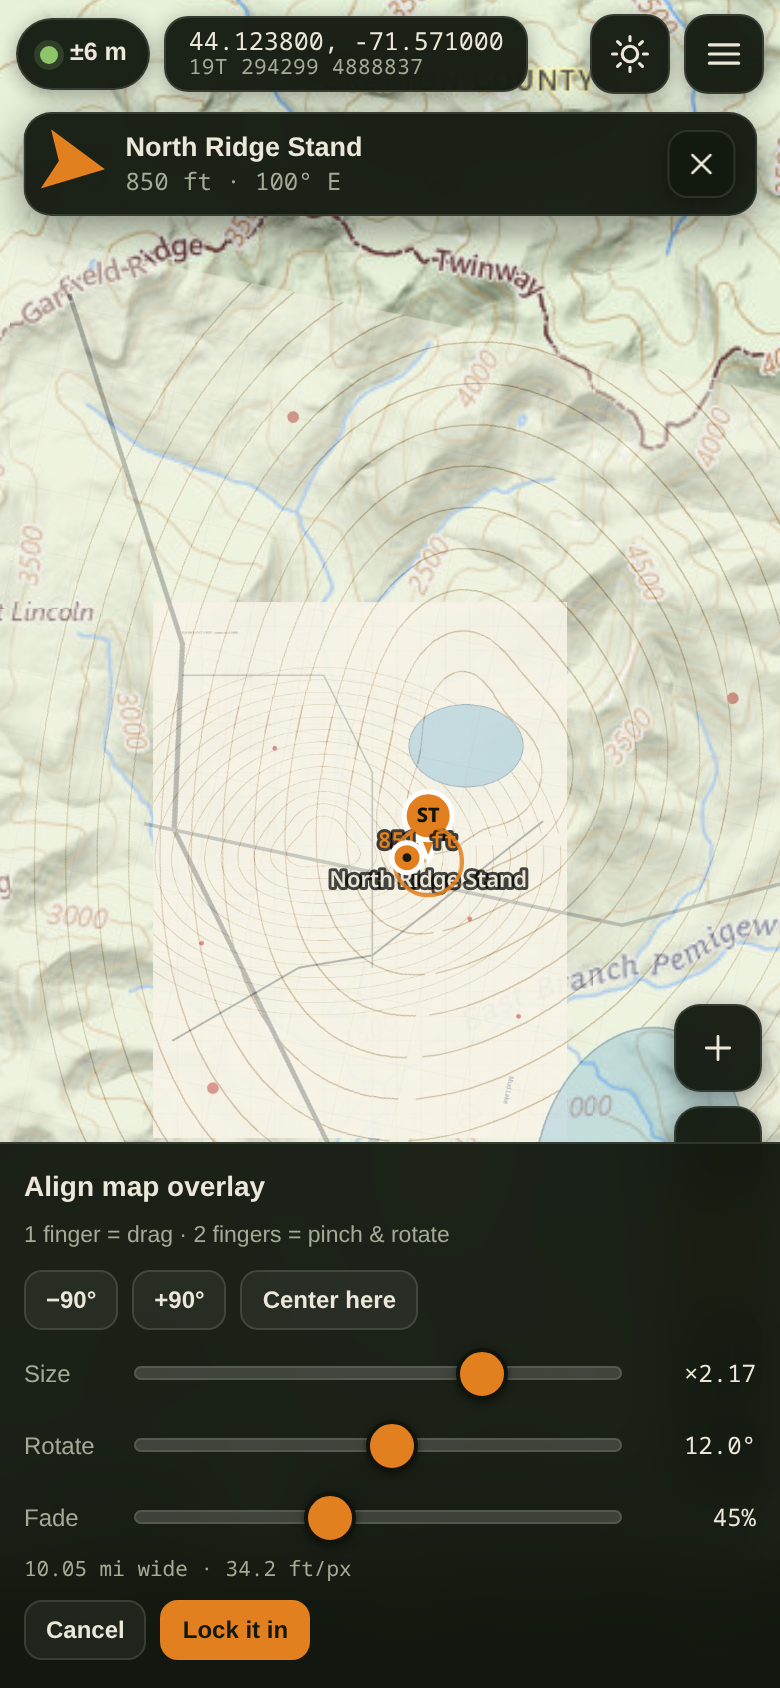 ±6 m
44.123800, -71.571000
19T 294299 4888837
COUNTY
North Ridge Stand
850 ft · 100° E
Garfield-Ridge
Twinway
4000
4000
2500
3500
4500
Lincoln
3000
3500
ST
ft
North Ridge Stand
3000
East Branch Pemigew
000
Align map overlay
1 finger = drag · 2 fingers = pinch & rotate
−90°
+90°
Center here
Size
×2.17
Rotate
12.0°
Fade
45%
10.05 mi wide · 34.2 ft/px
Cancel
Lock it in